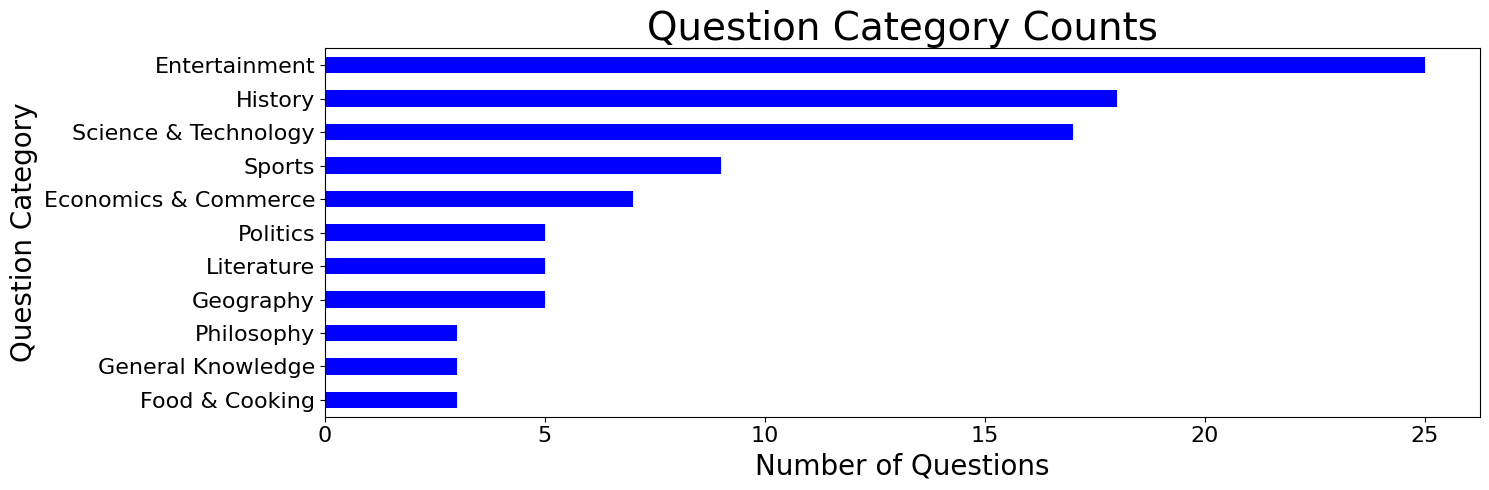 Question Category Counts
Question Category
Entertainment
History
Science & Technology
Sports
Economics & Commerce
Politics
Literature
Geography
Philosophy
General Knowledge
Food & Cooking
0 5 10 15 20 25
Number of Questions